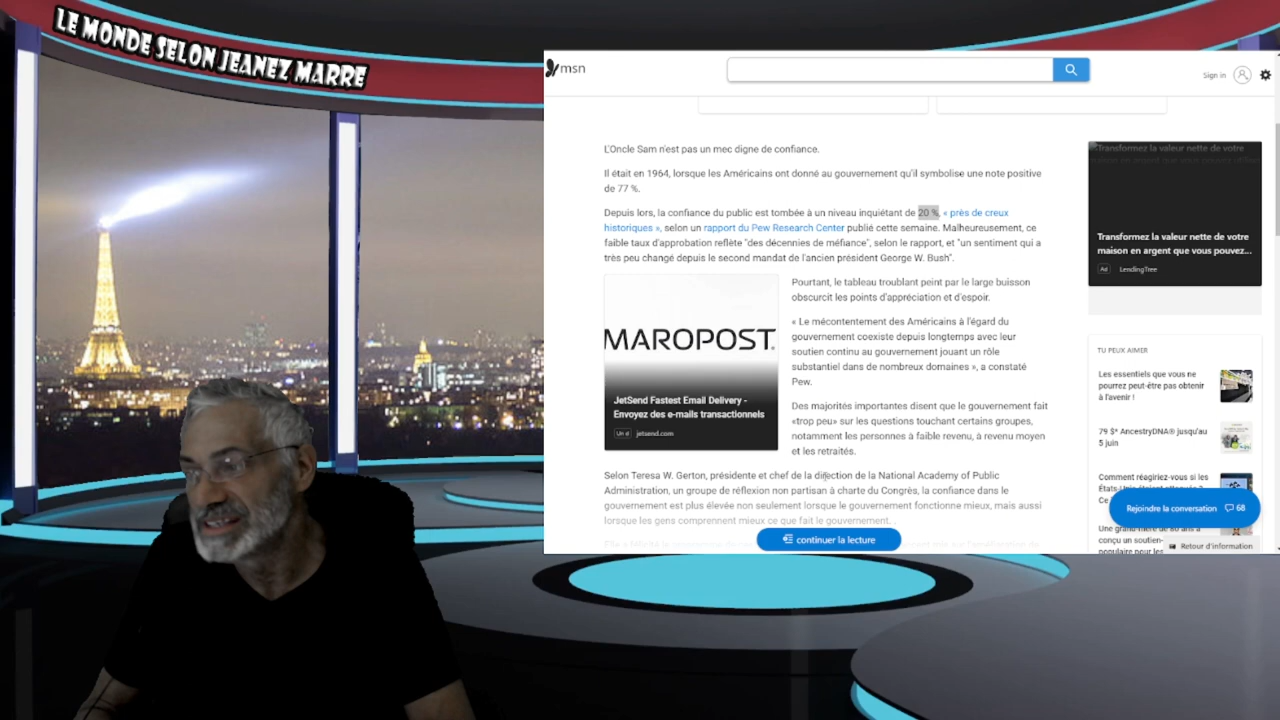 LE MONDE SELON JEANEZ MARRE
msn
Sign in
L'Oncle Sam n'est pas un mec digne de confiance.
Il était en 1964, lorsque les Américains ont donné au gouvernement qu'il symbolise une note positive
de 77 %.
Depuis lors, la confiance du public est tombée à un niveau inquiétant de 20 %, « près de creux
historiques », selon un rapport du Pew Research Center publié cette semaine. Malheureusement, ce
faible taux d'approbation reflète "des décennies de méfiance", selon le rapport, et "un sentiment qui a
très peu changé depuis le second mandat de l'ancien président George W. Bush".
MAROPOST.
JetSend Fastest Email Delivery -
Envoyez des e-mails transactionnels
Un d jetsend.com
Pourtant, le tableau troublant peint par le large buisson
obscurcit les points d'appréciation et d'espoir.
« Le mécontentement des Américains à l'égard du
gouvernement coexiste depuis longtemps avec leur
soutien continu au gouvernement jouant un rôle
substantiel dans de nombreux domaines », a constaté
Pew.
Des majorités importantes disent que le gouvernement fait
«trop peu» sur les questions touchant certains groupes,
notamment les personnes à faible revenu, à revenu moyen
et les retraités.
Selon Teresa W. Gerton, présidente et chef de la direction de la National Academy of Public
Administration, un groupe de réflexion non partisan à charte du Congrès, la confiance dans le
gouvernement est plus élevée non seulement lorsque le gouvernement fonctionne mieux, mais aussi
lorsque les gens comprennent mieux ce que fait le gouvernement.
continuer la lecture
Transformez la valeur nette de votre
Transformez la valeur nette de votre
maison en argent que vous pouvez...
Ad LendingTree
TU PEUX AIMER
Les essentiels que vous ne
pourrez peut-être pas obtenir
à l'avenir !
79 $* AncestryDNA® jusqu'au
5 juin
Comment réagiriez-vous si les
Rejoindre la conversation 68
conçu un soutien-
populaire pour les
Retour d'information